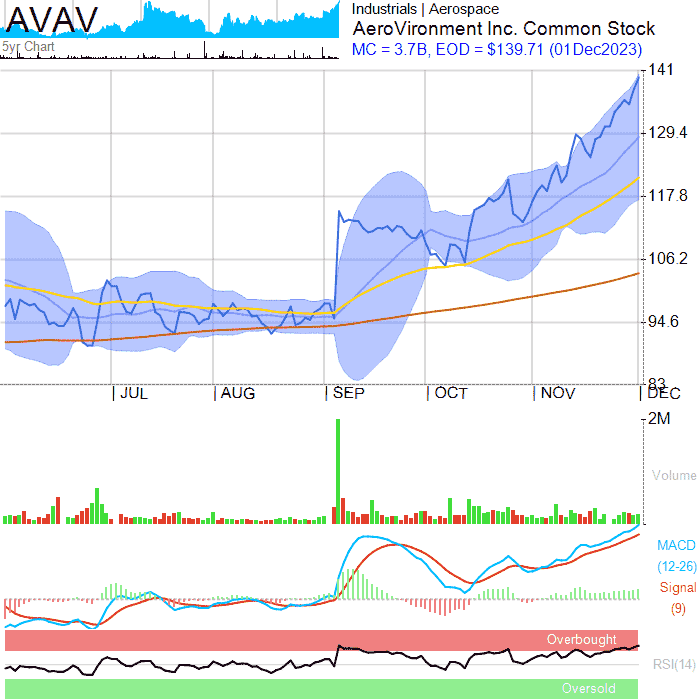 AVAV
5yr Chart
Industrials | Aerospace
AeroVironment Inc. Common Stock
MC = 3.7B, EOD = $139.71 (01Dec2023)
141
129.4
117.8
106.2
94.6
83
JUL
AUG
SEP
OCT
NOV
DEC
2M
Volume
MACD
(12-26)
Signal
(9)
Overbought
RSI(14)
Oversold